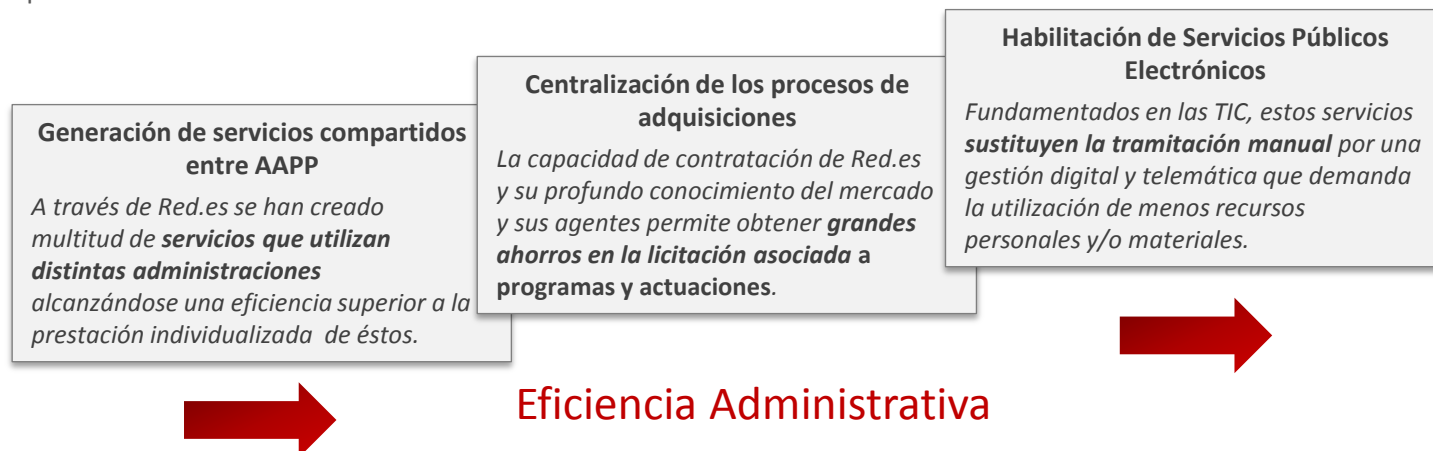 Generación de servicios compartidos
entre AAPP
A través de Red.es se han creado
multitud de servicios que utilizan
distintas administraciones
alcanzándose una eficiencia superior a la
prestación individualizada de éstos.
Centralización de los procesos de
adquisiciones
La capacidad de contratación de Red.es
y su profundo conocimiento del mercado
y sus agentes permite obtener grandes
ahorros en la licitación asociada a
programas y actuaciones.
Habilitación de Servicios Públicos
Electrónicos
Fundamentados en las TIC, estos servicios
sustituyen la tramitación manual por una
gestión digital y telemática que demanda
la utilización de menos recursos
personales y/o materiales.
Eficiencia Administrativa